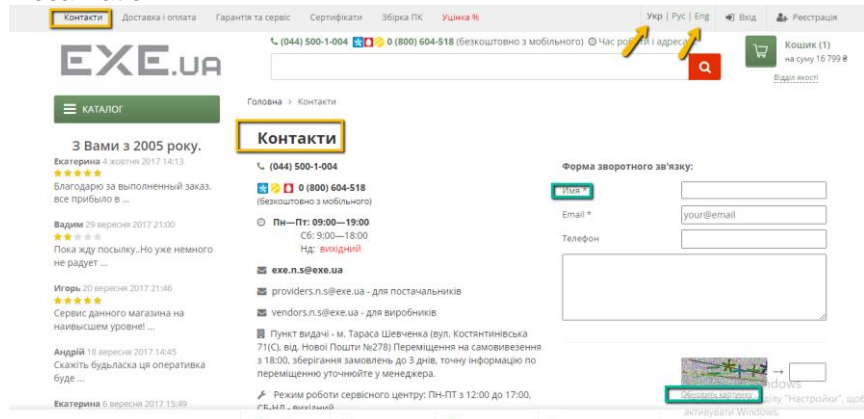 Контакти Доставка і оплата Гарантія та сервіс Сертифікати Збірка ПК Уцінка % Укр | Рус | Eng Вхід Реєстрація
EXE.UA
(044) 500-1-004 0 (800) 604-518 (безкоштовно з мобільного) Час роботи і адреса
Кошик (1)
на суму 16 799 ₴
Відділ якості
КАТАЛОГ
Головна > Контакти
З Вами з 2005 року.
Екатерина 4 жовтня 2017 14:13
Благодарю за выполненный заказ.
все прибыло в ...
Вадим 29 вересня 2017 21:00
Пока жду посылку..Но уже немного
не радует ...
Игорь 20 вересня 2017 21:46
Сервис данного магазина на
наивысшем уровне! ...
Андрій 18 вересня 2017 14:45
Скажіть будьласка ця оперативка
буде ...
Екатерина 6 вересня 2017 15:49
Контакти
(044) 500-1-004
0 (800) 604-518
(безкоштовно з мобільного)
Пн—Пт: 09:00—19:00
Сб: 9:00—18:00
Нд: вихідний
exe.n.s@exe.ua
providers.n.s@exe.ua - для постачальників
vendors.n.s@exe.ua - для виробників
Пункт видачі - м. Тараса Шевченка (вул. Костянтинівська
71(С), від. Нової Пошти №278) Переміщення на самовивезення
з 18:00, зберігання замовлень до 3 днів, точну інформацію по
переміщенню уточнюйте у менеджера.
Режим роботи сервісного центру: ПН-ПТ з 12:00 до 17:00,
СБ-НД - вихідний
Форма зворотного зв'язку:
Имя *
Email * your@email
Телефон
→
Обновить картинку
активувати Windows.